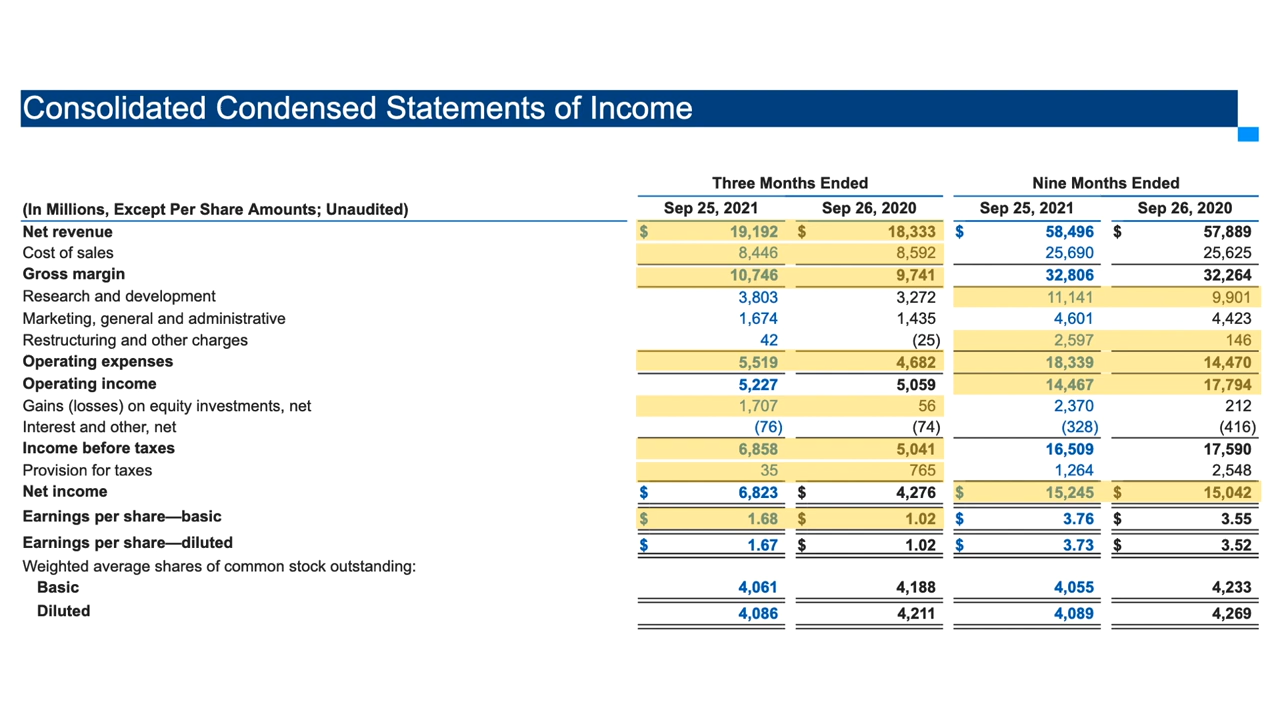 Consolidated Condensed Statements of Income
Three Months Ended Nine Months Ended
(In Millions, Except Per Share Amounts; Unaudited) Sep 25, 2021 Sep 26, 2020 Sep 25, 2021 Sep 26, 2020
Net revenue $ 19,192 $ 18,333 $ 58,496 $ 57,889
Cost of sales 8,446 8,592 25,690 25,625
Gross margin 10,746 9,741 32,806 32,264
Research and development 3,803 3,272 11,141 9,901
Marketing, general and administrative 1,674 1,435 4,601 4,423
Restructuring and other charges 42 (25) 2,597 146
Operating expenses 5,519 4,682 18,339 14,470
Operating income 5,227 5,059 14,467 17,794
Gains (losses) on equity investments, net 1,707 56 2,370 212
Interest and other, net (76) (74) (328) (416)
Income before taxes 6,858 5,041 16,509 17,590
Provision for taxes 35 765 1,264 2,548
Net income $ 6,823 $ 4,276 $ 15,245 $ 15,042
Earnings per share—basic $ 1.68 $ 1.02 $ 3.76 $ 3.55
Earnings per share—diluted $ 1.67 $ 1.02 $ 3.73 $ 3.52
Weighted average shares of common stock outstanding:
Basic 4,061 4,188 4,055 4,233
Diluted 4,086 4,211 4,089 4,269